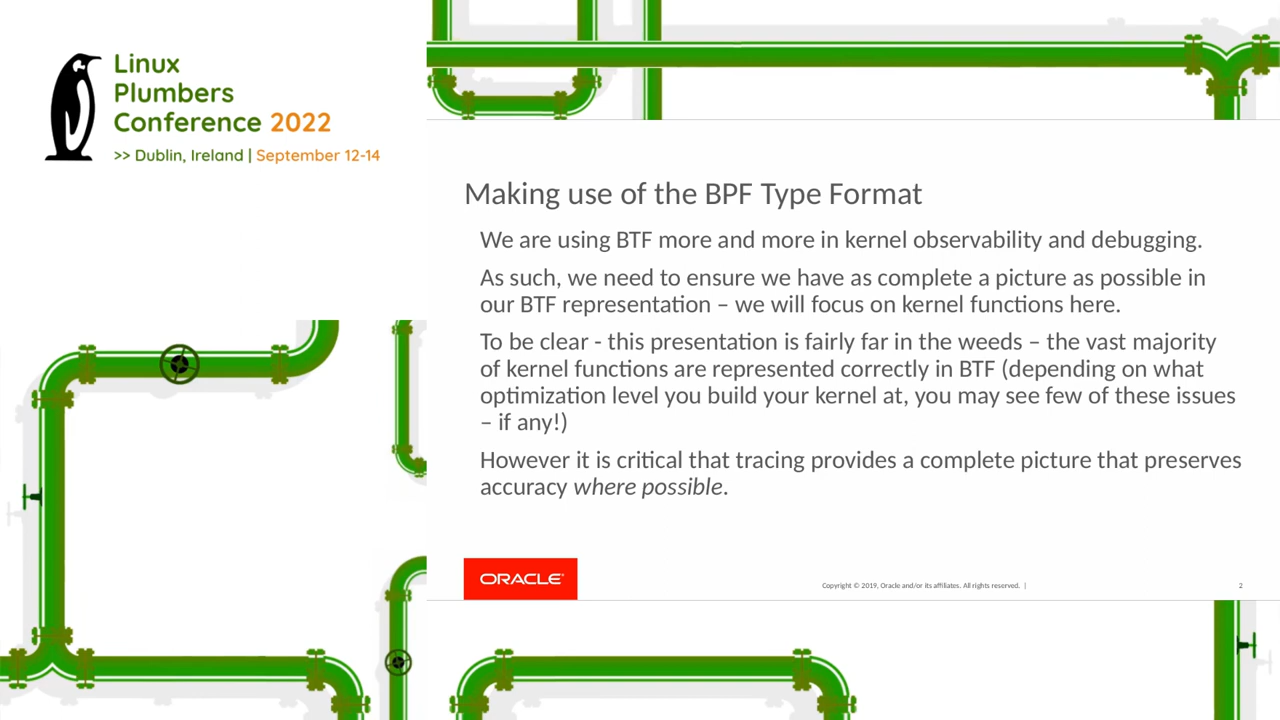 Linux
Plumbers
Conference 2022
>> Dublin, Ireland | September 12-14
Making use of the BPF Type Format
We are using BTF more and more in kernel observability and debugging.
As such, we need to ensure we have as complete a picture as possible in
our BTF representation – we will focus on kernel functions here.
To be clear - this presentation is fairly far in the weeds – the vast majority
of kernel functions are represented correctly in BTF (depending on what
optimization level you build your kernel at, you may see few of these issues
– if any!)
However it is critical that tracing provides a complete picture that preserves
accuracy where possible.
ORACLE
Copyright © 2019, Oracle and/or its affiliates. All rights reserved. |
2